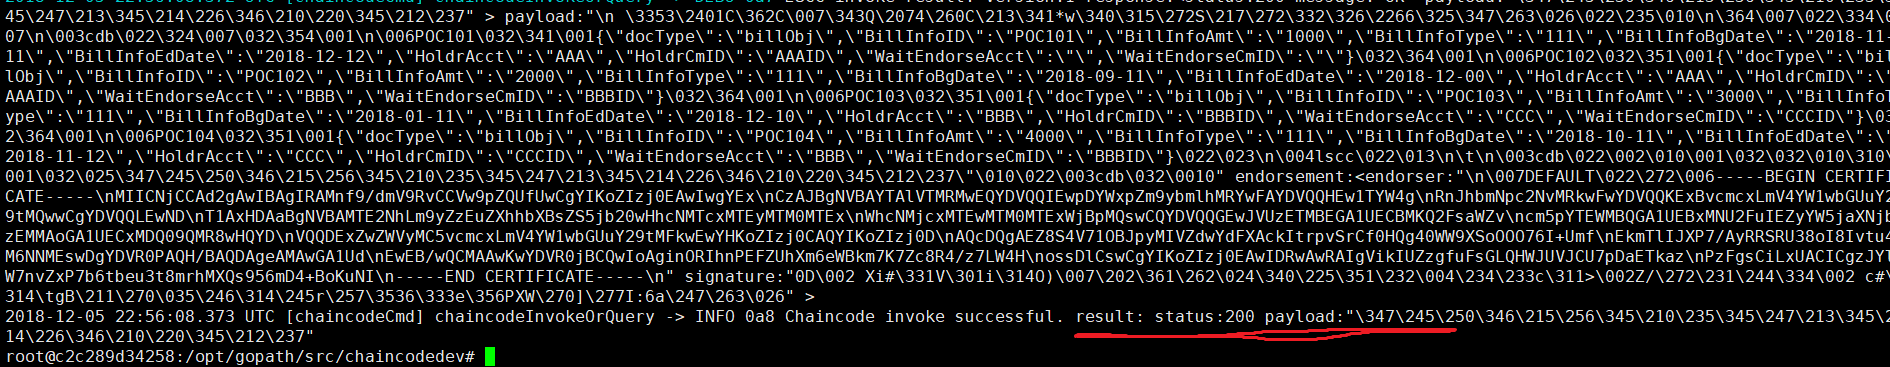 45\247\213\345\214\226\346\210\220\345\212\237" > payload:"\n \3353\2401C\362C\007\343Q\2074\260C\213\341*w\340\315\272S\217\272\332\326\2266\325\347\263\026\022\235\010\n\364\007\022\334\0
07\n\003cdb\022\324\007\032\354\001\n\006POC101\032\341\001{\"docType\":\"billObj\",\"BillInfoID\":\"POC101\",\"BillInfoAmt\":\"1000\",\"BillInfoType\":\"111\",\"BillInfoBgDate\":\"2018-11-
11\",\"BillInfoEdDate\":\"2018-12-12\",\"HoldrAcct\":\"AAA\",\"HoldrCmID\":\"AAAID\",\"WaitEndorseAcct\":\"\",\"WaitEndorseCmID\":\"\"}\032\364\001\n\006POC102\032\351\001{\"docType\":\"bil
lObj\",\"BillInfoID\":\"POC102\",\"BillInfoAmt\":\"2000\",\"BillInfoType\":\"111\",\"BillInfoBgDate\":\"2018-09-11\",\"BillInfoEdDate\":\"2018-12-00\",\"HoldrAcct\":\"AAA\",\"HoldrCmID\":\"
AAAID\",\"WaitEndorseAcct\":\"BBB\",\"WaitEndorseCmID\":\"BBBID\"}\032\364\001\n\006POC103\032\351\001{\"docType\":\"billObj\",\"BillInfoID\":\"POC103\",\"BillInfoAmt\":\"3000\",\"BillInfoT
ype\":\"111\",\"BillInfoBgDate\":\"2018-01-11\",\"BillInfoEdDate\":\"2018-12-10\",\"HoldrAcct\":\"BBB\",\"HoldrCmID\":\"BBBID\",\"WaitEndorseAcct\":\"CCC\",\"WaitEndorseCmID\":\"CCCID\"}\03
2\364\001\n\006POC104\032\351\001{\"docType\":\"billObj\",\"BillInfoID\":\"POC104\",\"BillInfoAmt\":\"4000\",\"BillInfoType\":\"111\",\"BillInfoBgDate\":\"2018-10-11\",\"BillInfoEdDate\":\"
2018-11-12\",\"HoldrAcct\":\"CCC\",\"HoldrCmID\":\"CCCID\",\"WaitEndorseAcct\":\"BBB\",\"WaitEndorseCmID\":\"BBBID\"}\022\023\n\004lscc\022\013\n\t\n\003cdb\022\002\010\001\032\032\010\310\
001\032\025\347\245\250\346\215\256\345\210\235\345\247\213\345\214\226\346\210\220\345\212\237\"\010\022\003cdb\032\0010" endorsement:<endorser:"\n\007DEFAULT\022\272\006-----BEGIN CERTIFI
CATE-----\nMIICNjCCAd2gAwIBAgIRAMnf9/dmV9RvCCVw9pZQUfUwCgYIKoZIzj0EAwIwgYEx\nCzAJBgNVBAYTAlVTMRMwEQYDVQQIEwpDYWxpZm9ybmlhMRYwFAYDVQQHEw1TYW4g\nRnJhbmNpc2NvMRkwFwYDVQQKExBvcmcxLmV4YW1wbGUuY2
9tMQwwCgYDVQQLEwND\nT1AxHDAaBgNVBAMTE2NhLm9yZzEuZXhhbXBsZS5jb20wHhcNMTcxMTEyMTM0MTEx\nWhcNMjcxMTEwMTM0MTExWjBpMQswCQYDVQQGEwJVUzETMBEGA1UECBMKQ2FsaWZv\ncm5pYTEWMBQGA1UEBxMNU2FuIEZyYW5jaXNjb
zEMMAoGA1UECxMDQ09QMR8wHQYD\nVQQDExZwZWVyMC5vcmcxLmV4YW1wbGUuY29tMFkwEwYHKoZIzj0CAQYIKoZIzj0D\nAQcDQgAEZ8S4V71OBJpyMIVZdwYdFXAckItrpvSrCf0HQg40WW9XSoOOO76I+Umf\nEkmTlIJXP7/AyRRSRU38oI8Ivtu4
M6NNMEswDgYDVR0PAQH/BAQDAgeAMAwGA1Ud\nEwEB/wQCMAAwKwYDVR0jBCQwIoAginORIhnPEFZUhXm6eWBkm7K7Zc8R4/z7LW4H\nossDlCswCgYIKoZIzj0EAwIDRwAwRAIgVikIUZzgfuFsGLQHWJUVJCU7pDaETkaz\nPzFgsCiLxUACICgzJYl
W7nvZxP7b6tbeu3t8mrhMXQs956mD4+BoKuNI\n-----END CERTIFICATE-----\n" signature:"0D\002 Xi#\331V\301i\314O)\007\202\361\262\024\340\225\351\232\004\234\233c\311>\002Z/\272\231\244\334\002 c#\
314\tgB\211\270\035\246\314\245r\257\3536\333e\356PXW\270]\277I:6a\247\263\026" >
2018-12-05 22:56:08.373 UTC [chaincodeCmd] chaincodeInvokeOrQuery -> INFO 0a8 Chaincode invoke successful. result: status:200 payload:"\347\245\250\346\215\256\345\210\235\345\247\213\345\2
14\226\346\210\220\345\212\237"
root@c2c289d34258:/opt/gopath/src/chaincodedev#